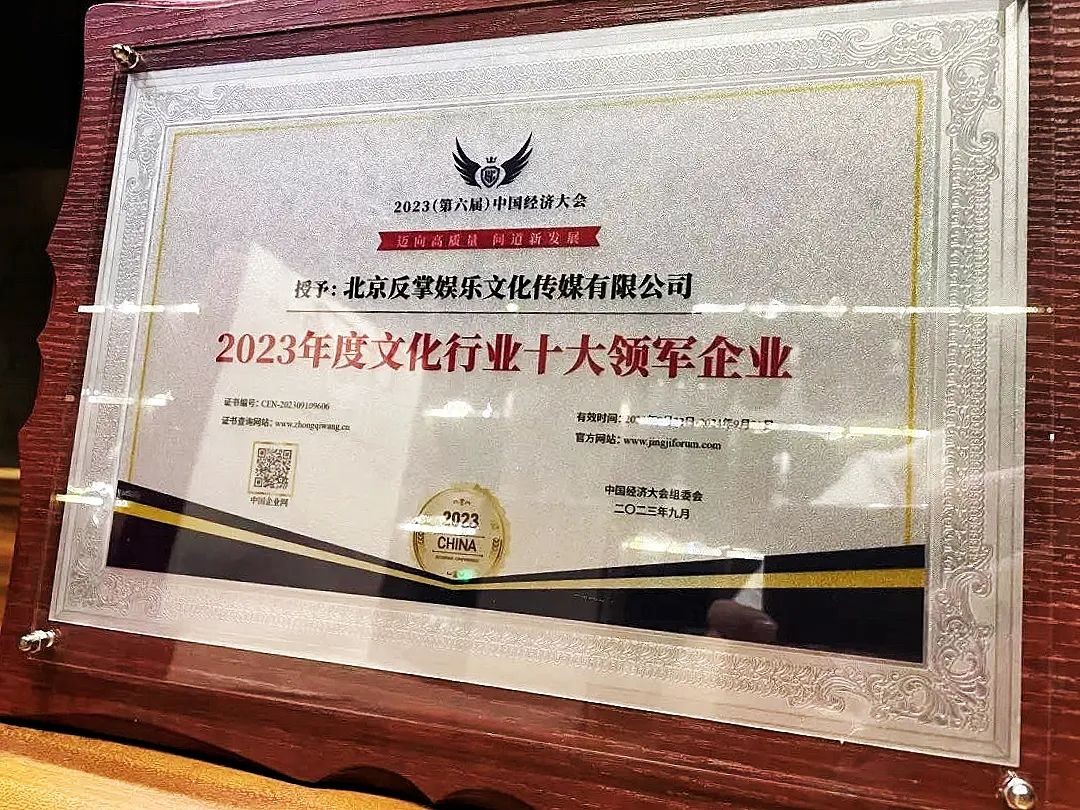 2023(第六届)中国经济大会
迈向高质量 问道新发展
授予:北京反掌娱乐文化传媒有限公司
2023年度文化行业十大领军企业
证书编号:CEN-202309109606
证书查询网站:www.zhongqiwang.cn
中国企业网
有效时间:
官方网站:www.jingjiforum.com
中国经济大会组委会
二〇二三年九月
2023
CHINA